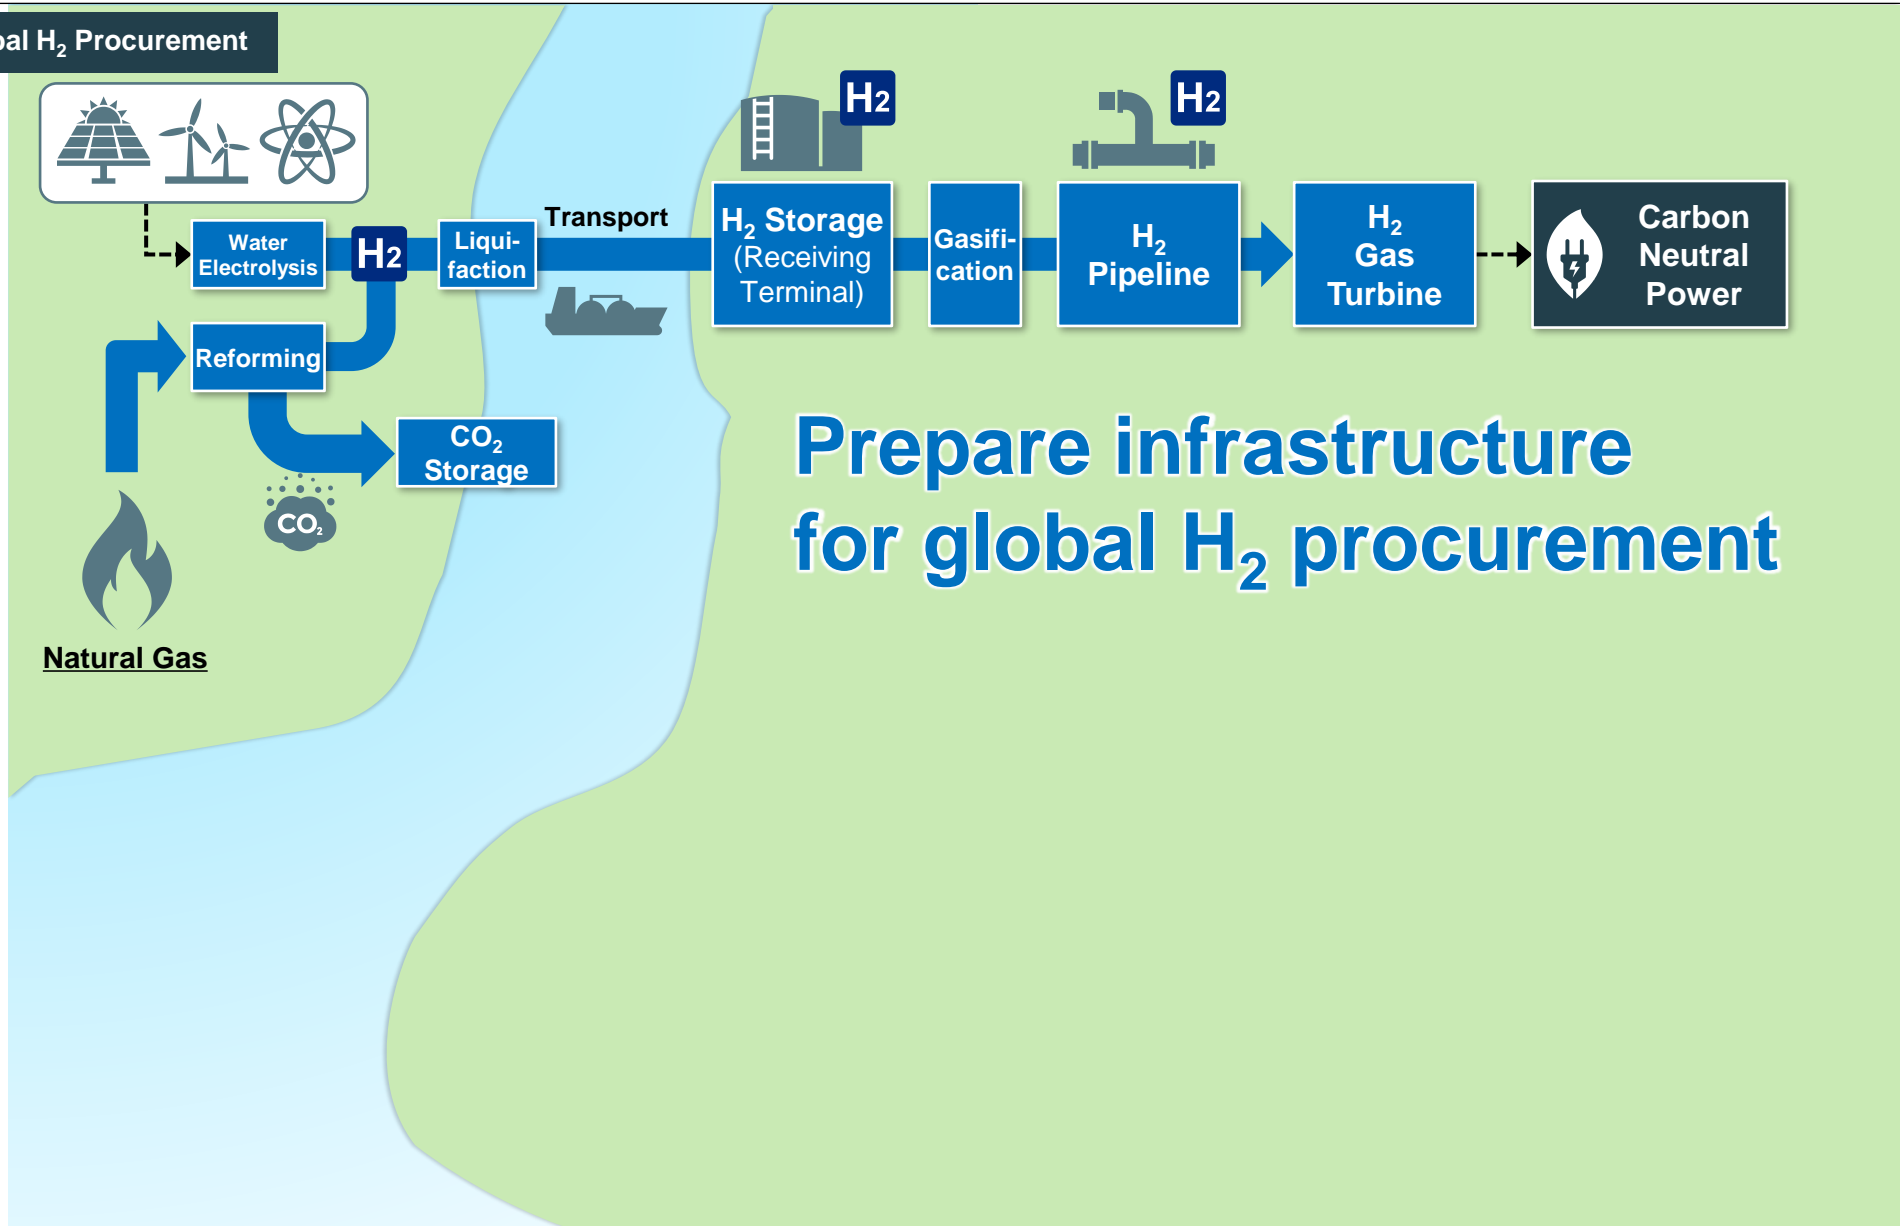 bal H₂ Procurement
H2
H2
Transport
Water
Electrolysis
H2
Liqui-
faction
H₂ Storage
(Receiving
Terminal)
Gasifi-
cation
H₂
Pipeline
H₂
Gas
Turbine
Carbon
Neutral
Power
Reforming
CO₂
Storage
CO₂
Natural Gas
Prepare infrastructure
for global H₂ procurement